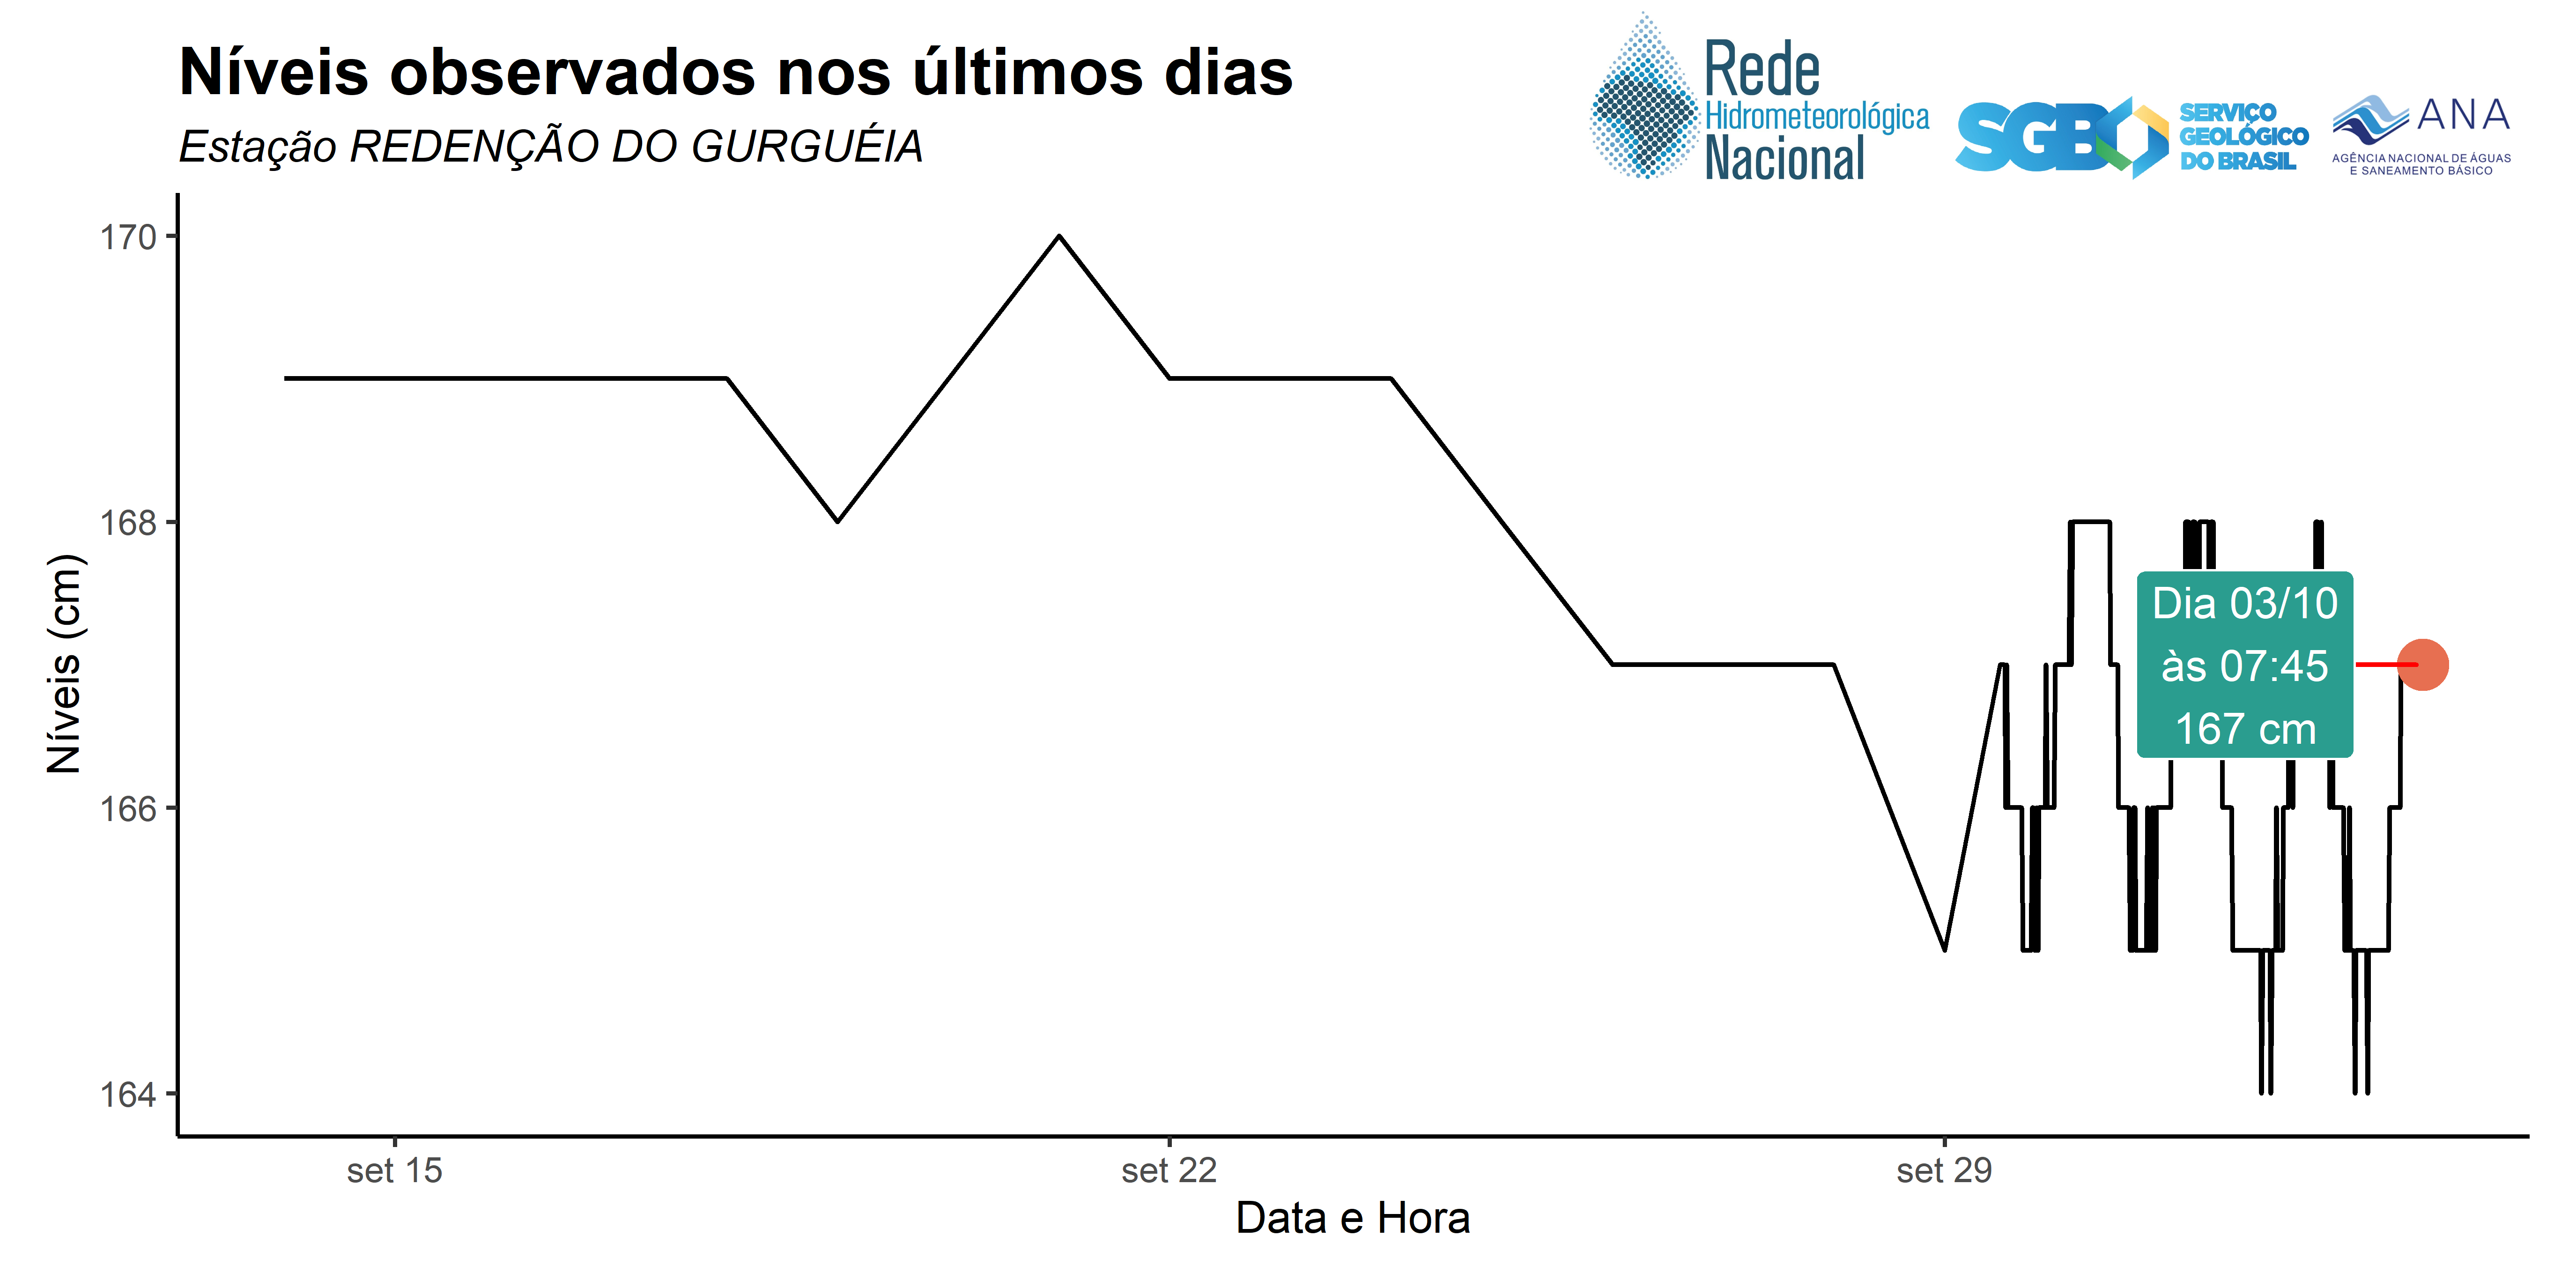 Níveis observados nos últimos dias
Estação REDENÇÃO DO GURGUÉIA
Rede
Hidrometeorológica
Nacional
SGB
SERVIÇO
GEOLÓGICO
DO BRASIL
ANA
AGÊNCIA NACIONAL DE ÁGUAS
E SANEAMENTO BÁSICO
Níveis (cm)
170
168
166
164
Dia 03/10
às 07:45
167 cm
set 15
set 22
set 29
Data e Hora